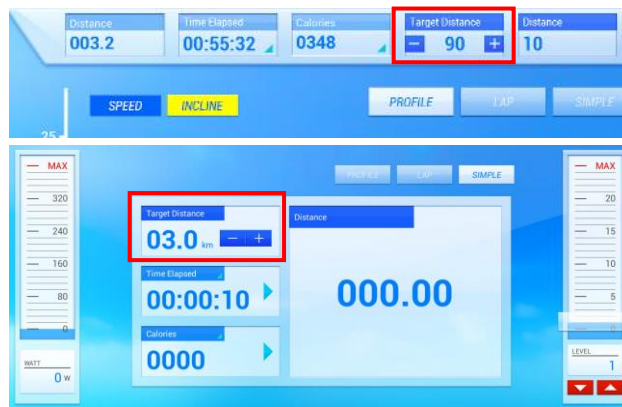 Distance Time Elapsed Calories Target Distance Distance
003.2 00:55:32 0348 − 90 + 10
SPEED INCLINE PROFILE LAP SIMPLE
25
MAX
320
240
160
80
0
WATT
0 w
PROFILE LAP SIMPLE
Target Distance
03.0 km − +
Time Elapsed
00:00:10
Calories
0000
Distance
000.00
MAX
20
15
10
5
0
LEVEL
1